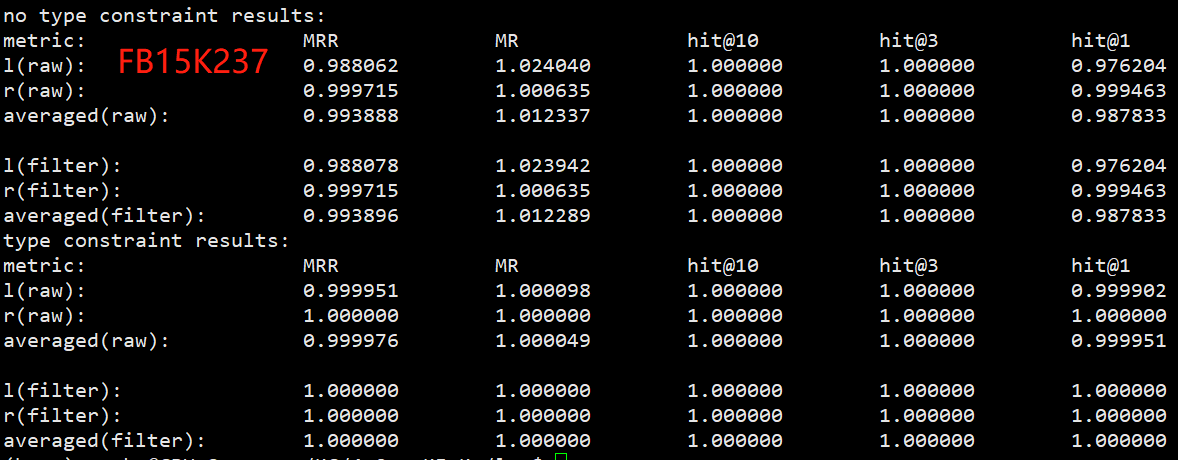 no type constraint results:
metric: MRR MR hit@10 hit@3 hit@1
FB15K237
l(raw): 0.988062 1.024040 1.000000 1.000000 0.976204
r(raw): 0.999715 1.000635 1.000000 1.000000 0.999463
averaged(raw): 0.993888 1.012337 1.000000 1.000000 0.987833
l(filter): 0.988078 1.023942 1.000000 1.000000 0.976204
r(filter): 0.999715 1.000635 1.000000 1.000000 0.999463
averaged(filter): 0.993896 1.012289 1.000000 1.000000 0.987833
type constraint results:
metric: MRR MR hit@10 hit@3 hit@1
l(raw): 0.999951 1.000098 1.000000 1.000000 0.999902
r(raw): 1.000000 1.000000 1.000000 1.000000 1.000000
averaged(raw): 0.999976 1.000049 1.000000 1.000000 0.999951
l(filter): 1.000000 1.000000 1.000000 1.000000 1.000000
r(filter): 1.000000 1.000000 1.000000 1.000000 1.000000
averaged(filter): 1.000000 1.000000 1.000000 1.000000 1.000000